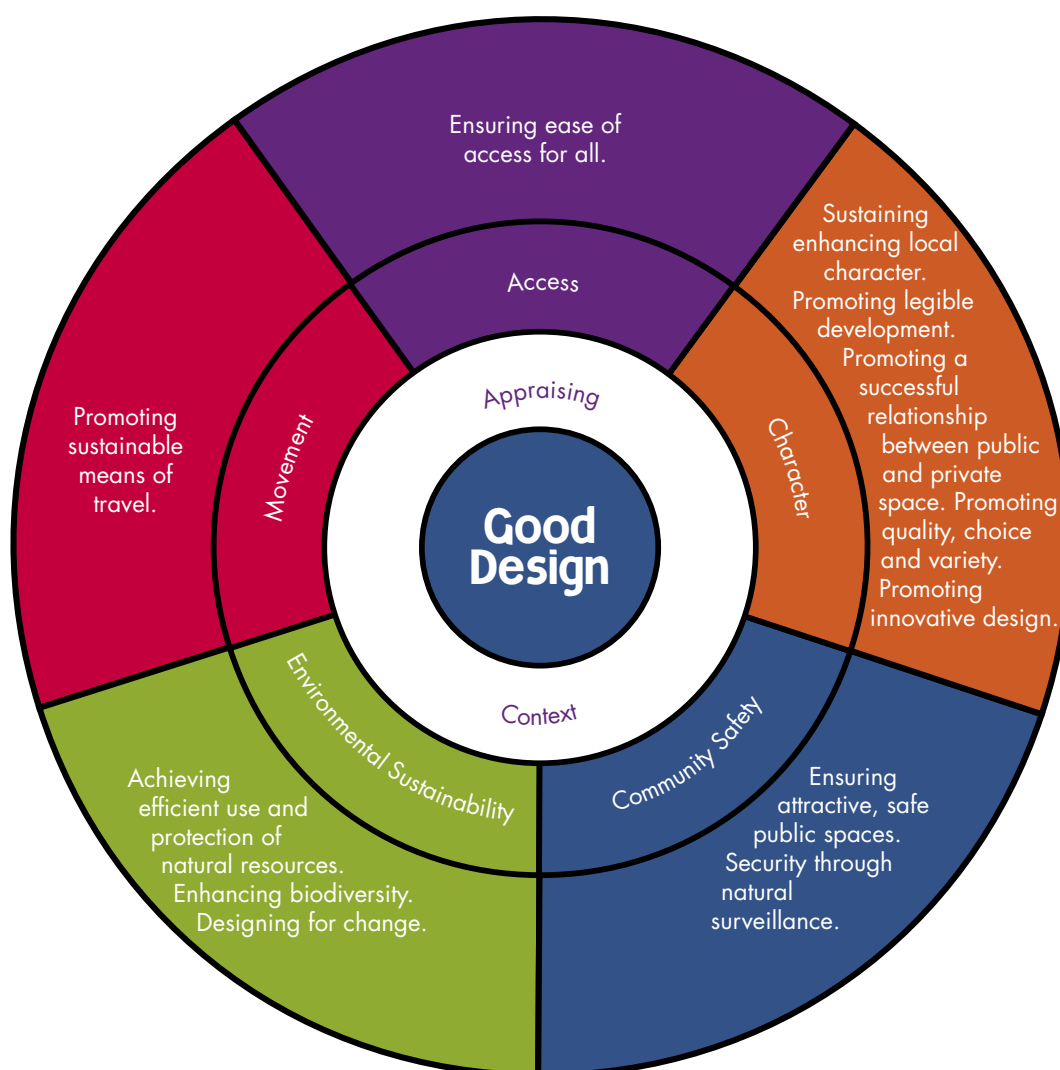 Ensuring ease of
access for all.
Access
Sustaining
enhancing local
character.
Promoting legible
development.
Promoting a
successful
relationship
between public
and private
space. Promoting
quality, choice
and variety.
Promoting
innovative design.
Character
Ensuring
attractive, safe
public spaces.
Security through
natural
surveillance.
Community Safety
Achieving
efficient use and
protection of
natural resources.
Enhancing biodiversity.
Designing for change.
Environmental Sustainability
Promoting
sustainable
means of
travel.
Movement
Appraising
Good
Design
Context